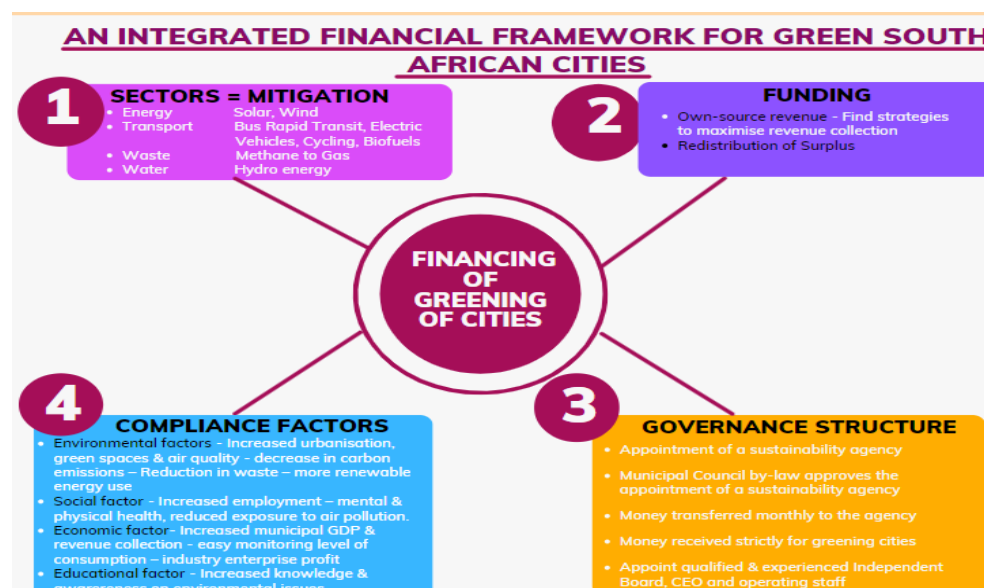 AN INTEGRATED FINANCIAL FRAMEWORK FOR GREEN SOUTH
AFRICAN CITIES
1
SECTORS = MITIGATION
• Energy Solar, Wind
• Transport Bus Rapid Transit, Electric
Vehicles, Cycling, Biofuels
• Waste Methane to Gas
• Water Hydro energy
2
FUNDING
• Own-source revenue - Find strategies
to maximise revenue collection
• Redistribution of Surplus
FINANCING
OF
GREENING
OF CITIES
4
COMPLIANCE FACTORS
• Environmental factors - Increased urbanisation,
green spaces & air quality - decrease in carbon
emissions – Reduction in waste – more renewable
energy use
• Social factor - Increased employment – mental &
physical health, reduced exposure to air pollution.
• Economic factor- Increased municipal GDP &
revenue collection - easy monitoring level of
consumption – industry enterprise profit
• Educational factor - Increased knowledge &
3
GOVERNANCE STRUCTURE
• Appointment of a sustainability agency
• Municipal Council by-law approves the
appointment of a sustainability agency
• Money transferred monthly to the agency
• Money received strictly for greening cities
• Appoint qualified & experienced Independent
Board, CEO and operating staff